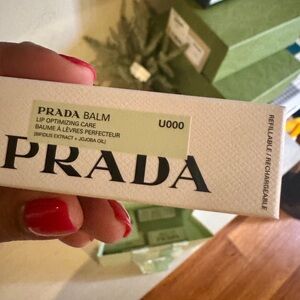 PRADA BALM
U000
LIP OPTIMIZING CARE
BAUME À LÈVRES PERFECTEUR
[BIFIDUS EXTRACT + JOJOBA OIL]
PRADA
REFILLABLE / RECHARGEABLE